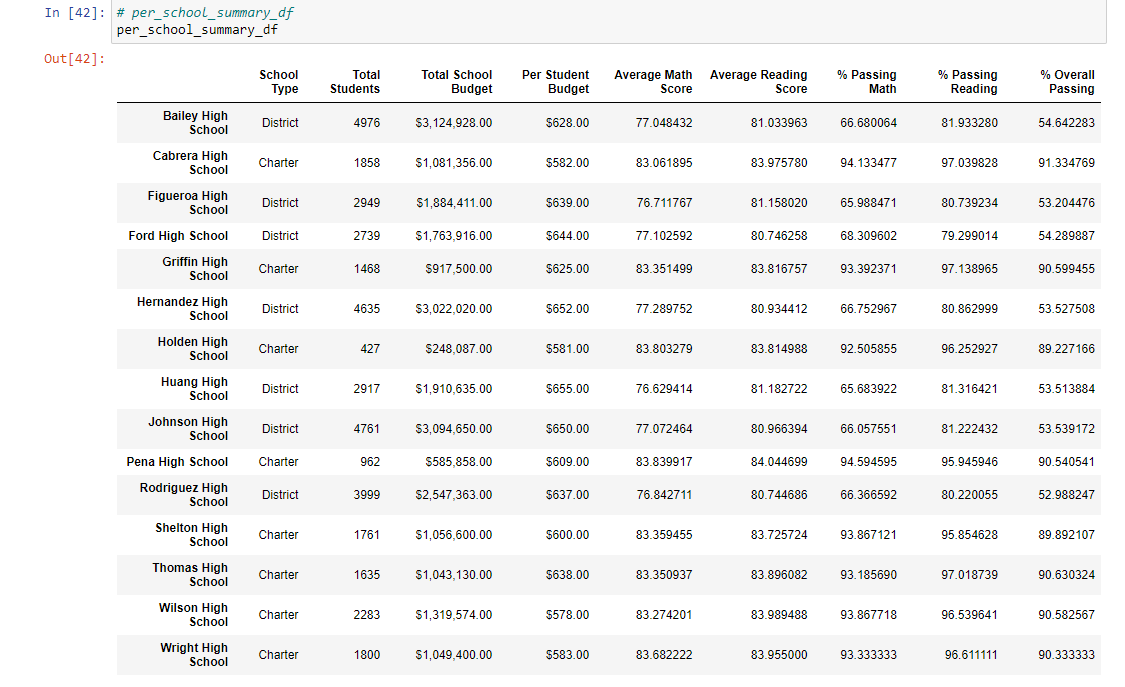 In [42]: # per_school_summary_df
per_school_summary_df
Out[42]:
School Type Total Students Total School Budget Per Student Budget Average Math Score Average Reading Score % Passing Math % Passing Reading % Overall Passing
Bailey High School District 4976 $3,124,928.00 $628.00 77.048432 81.033963 66.680064 81.933280 54.642283
Cabrera High School Charter 1858 $1,081,356.00 $582.00 83.061895 83.975780 94.133477 97.039828 91.334769
Figueroa High School District 2949 $1,884,411.00 $639.00 76.711767 81.158020 65.988471 80.739234 53.204476
Ford High School District 2739 $1,763,916.00 $644.00 77.102592 80.746258 68.309602 79.299014 54.289887
Griffin High School Charter 1468 $917,500.00 $625.00 83.351499 83.816757 93.392371 97.138965 90.599455
Hernandez High School District 4635 $3,022,020.00 $652.00 77.289752 80.934412 66.752967 80.862999 53.527508
Holden High School Charter 427 $248,087.00 $581.00 83.803279 83.814988 92.505855 96.252927 89.227166
Huang High School District 2917 $1,910,635.00 $655.00 76.629414 81.182722 65.683922 81.316421 53.513884
Johnson High School District 4761 $3,094,650.00 $650.00 77.072464 80.966394 66.057551 81.222432 53.539172
Pena High School Charter 962 $585,858.00 $609.00 83.839917 84.044699 94.594595 95.945946 90.540541
Rodriguez High School District 3999 $2,547,363.00 $637.00 76.842711 80.744686 66.366592 80.220055 52.988247
Shelton High School Charter 1761 $1,056,600.00 $600.00 83.359455 83.725724 93.867121 95.854628 89.892107
Thomas High School Charter 1635 $1,043,130.00 $638.00 83.350937 83.896082 93.185690 97.018739 90.630324
Wilson High School Charter 2283 $1,319,574.00 $578.00 83.274201 83.989488 93.867718 96.539641 90.582567
Wright High School Charter 1800 $1,049,400.00 $583.00 83.682222 83.955000 93.333333 96.611111 90.333333